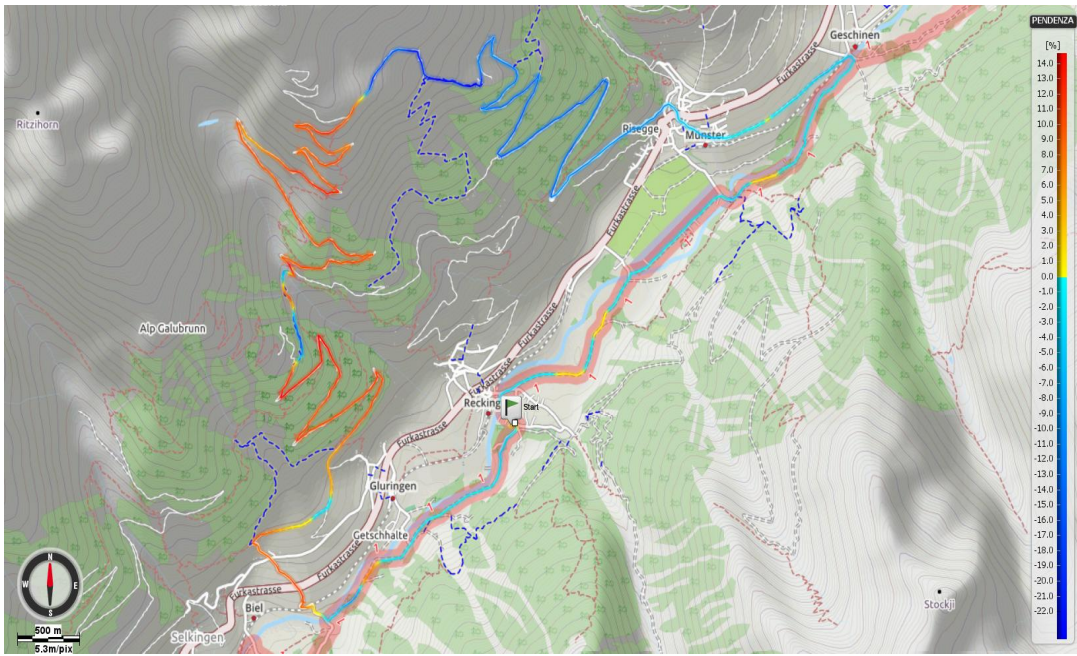 PENDENZA
[%]
14.0
13.0
12.0
11.0
10.0
9.0
8.0
7.0
6.0
5.0
4.0
3.0
2.0
1.0
0.0
-1.0
-2.0
-3.0
-4.0
-5.0
-6.0
-7.0
-8.0
-9.0
-10.0
-11.0
-12.0
-13.0
-14.0
-15.0
-16.0
-17.0
-18.0
-19.0
-20.0
-21.0
-22.0
Geschinen
Furkastrasse
Ritzihorn
Risegge
Münster
Furkastrasse
Alp Galubrunn
Furkastrasse
Furkastrasse
Recking
Start
Furkastrasse
Gluringen
Getschhalte
Furkastrasse
Furkastrasse
Biel
Selkingen
Stockji
N
W
E
S
500 m
5.3m/pix